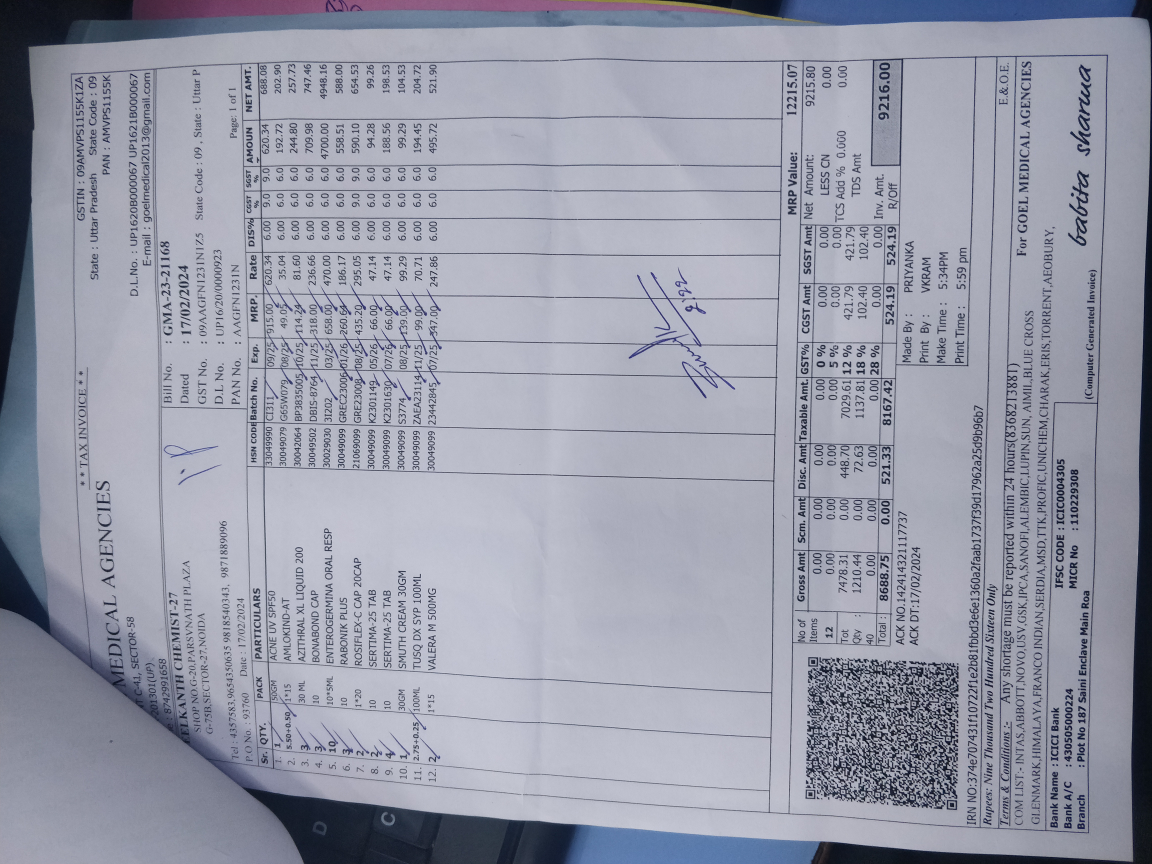 ** TAX INVOICE **
GSTIN : 09AMVPS1155K1ZA
State : Uttar Pradesh State Code : 09
PAN : AMVPS1155K
MEDICAL AGENCIES
C-41, SECTOR-58
201301(UP)
8742991658
D.L.No. : UP1620B000067 UP1621B000067
E-mail : goelmedical2013@gmail.com
CHEMIST-27
SHOP NO.G-20,PARSVNATH PLAZA
G-75B,SECTOR-27,NOIDA
Tel : 4357583,9654350635 9818540343, 9871889096
P.O No. : 93760 Date : 17/02/2024
Bill No. : GMA-23-21168
Dated : 17/02/2024
GST No. : 09AAGFN1231N1Z5 State Code : 09 , State : Uttar P
D.L No. : UP16/20/0000923
PAN No. : AAGFN1231N
Page: 1 of 1
Sr. QTY. PACK PARTICULARS HSN CODE Batch No. Exp. MRP. Rate DIS% CGST % SGST % AMOUN T NET AMT.
1. 1 50GM ACNE UV SPF50 33049990 CI311 09/25 915.00 620.34 6.00 9.0 9.0 620.34 688.08
2. 5.50+0.50 1*15 AMLOKIND-AT 30049079 G65W079 08/25 49.05 35.04 6.00 6.0 6.0 192.72 202.90
3. 3 30 ML AZITHRAL XL LIQUID 200 30042064 BP3835005 10/25 114.24 81.60 6.00 6.0 6.0 244.80 257.73
4. 3 10 BONABOND CAP 30049502 DBIS-8764 11/25 318.00 236.66 6.00 6.0 6.0 709.98 747.46
5. 10 10*5ML ENTEROGERMINA ORAL RESP 30029030 3I202 03/25 658.00 470.00 6.00 6.0 6.0 4700.00 4948.16
6. 3 10 RABONIK PLUS 30049099 GREC23006 01/26 260.64 186.17 6.00 6.0 6.0 558.51 588.00
7. 2 1*20 ROSIFLEX-C CAP 20CAP 21069099 GRE23008 08/25 435.20 295.05 6.00 9.0 9.0 590.10 654.53
8. 2 10 SERTIMA-25 TAB 30049099 K2301149 05/26 66.00 47.14 6.00 6.0 6.0 94.28 99.26
9. 4 10 SERTIMA-25 TAB 30049099 K2301630 07/26 66.00 47.14 6.00 6.0 6.0 188.56 198.53
10. 1 30GM SMUTH CREAM 30GM 30049099 S3774 08/25 139.00 99.29 6.00 6.0 6.0 99.29 104.53
11. 2.75+0.25 100ML TUSQ DX SYP 100ML 30049099 ZAEA23114 11/25 99.00 70.71 6.00 6.0 6.0 194.45 204.72
12. 2 1*15 VALERA M 500MG 30049099 23442845 07/25 347.00 247.86 6.00 6.0 6.0 495.72 521.90
MRP Value: 12215.07
No of Items Gross Amt Scm. Amt Disc. Amt Taxable Amt. GST% CGST Amt SGST Amt
0.00 0.00 0.00 0.00 0 % 0.00 0.00
12 0.00 0.00 0.00 0.00 5 % 0.00 0.00
Tot 7478.31 0.00 448.70 7029.61 12 % 421.79 421.79
Qty : 1210.44 0.00 72.63 1137.81 18 % 102.40 102.40
40 0.00 0.00 0.00 0.00 28 % 0.00 0.00
Total : 8688.75 0.00 521.33 8167.42 524.19 524.19
Net Amount: 9215.80
LESS CN 0.00
TCS Add % 0.000 0.00
TDS Amt
Inv. Amt. 9216.00
R/Off
ACK NO.142414321117737
ACK DT:17/02/2024
Made By : PRIYANKA
Print By : VKRAM
Make Time : 5:34PM
Print Time : 5:59 pm
IRN NO:374e707431f10722f1e2b81fbbd3e6e1360a2faab1737f39d17962a25d9b96b7
Rupees: Nine Thousand Two Hundred Sixteen Only
E.& O.E.
Terms & Conditions :- Any shortage must be reported within 24 hours(8368213881)
COM LIST:- INTAS,ABBOTT,NOVO,USV,GSK,IPCA,SANOFI,ALEMBIC,LUPIN,SUN, AMIL,BLUE CROSS
GLENMARK,HIMALAYA,FRANCO INDIAN,SERDIA,MSD,TTK,PROFIC,UNICHEM,CHARAK,ERIS,TORRENT,AEOBURY,
For GOEL MEDICAL AGENCIES
Bank Name : ICICI Bank IFSC CODE : ICIC0004305
Bank A/C : 430505000224 MICR No : 110229308
Branch : Plot No 187 Saini Enclave Main Roa
babita sharma
(Computer Generated Invoice)